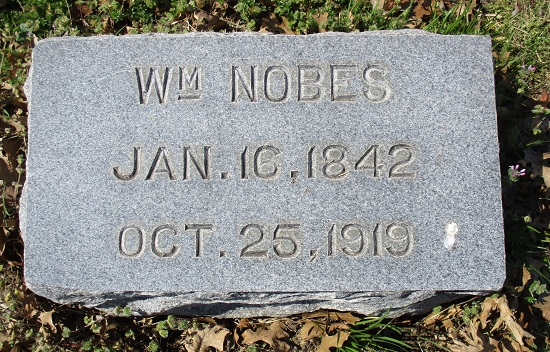 Wm NOBES
JAN. 16, 1842
OCT. 25, 1919